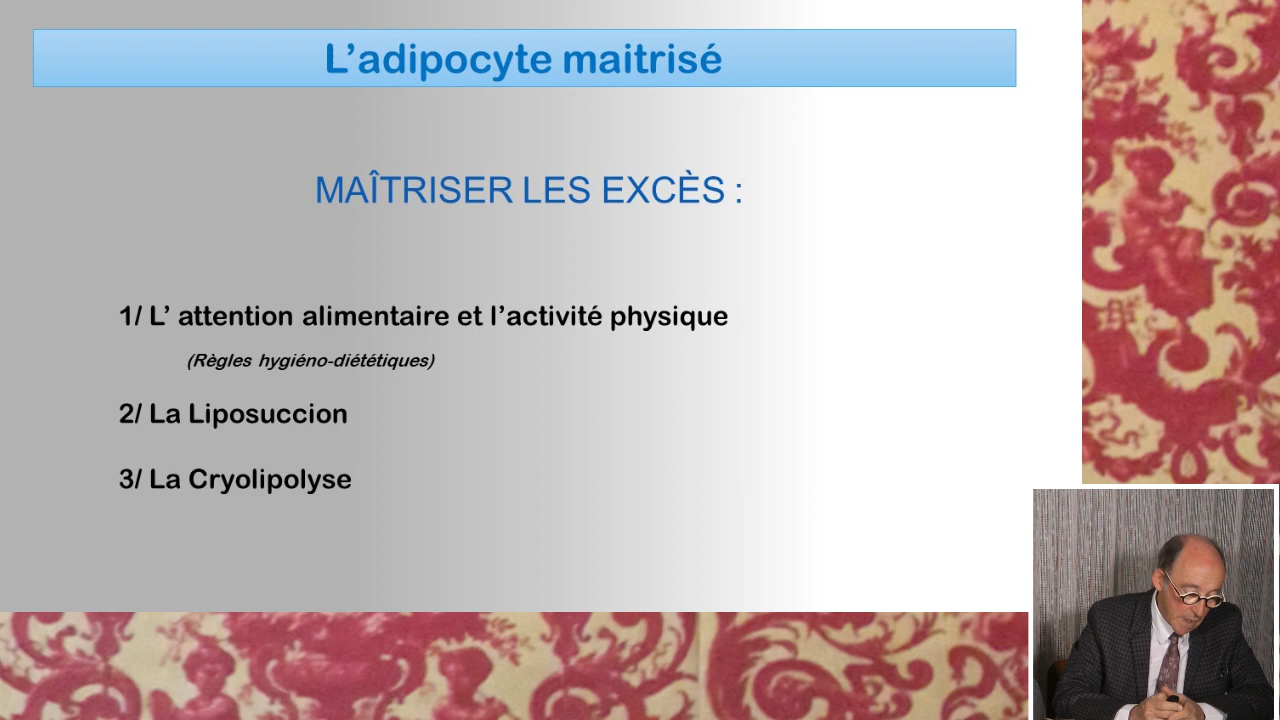 L’adipocyte maitrisé
MAÎTRISER LES EXCÈS :
1/ L’ attention alimentaire et l’activité physique
(Règles hygiéno-diététiques)
2/ La Liposuccion
3/ La Cryolipolyse